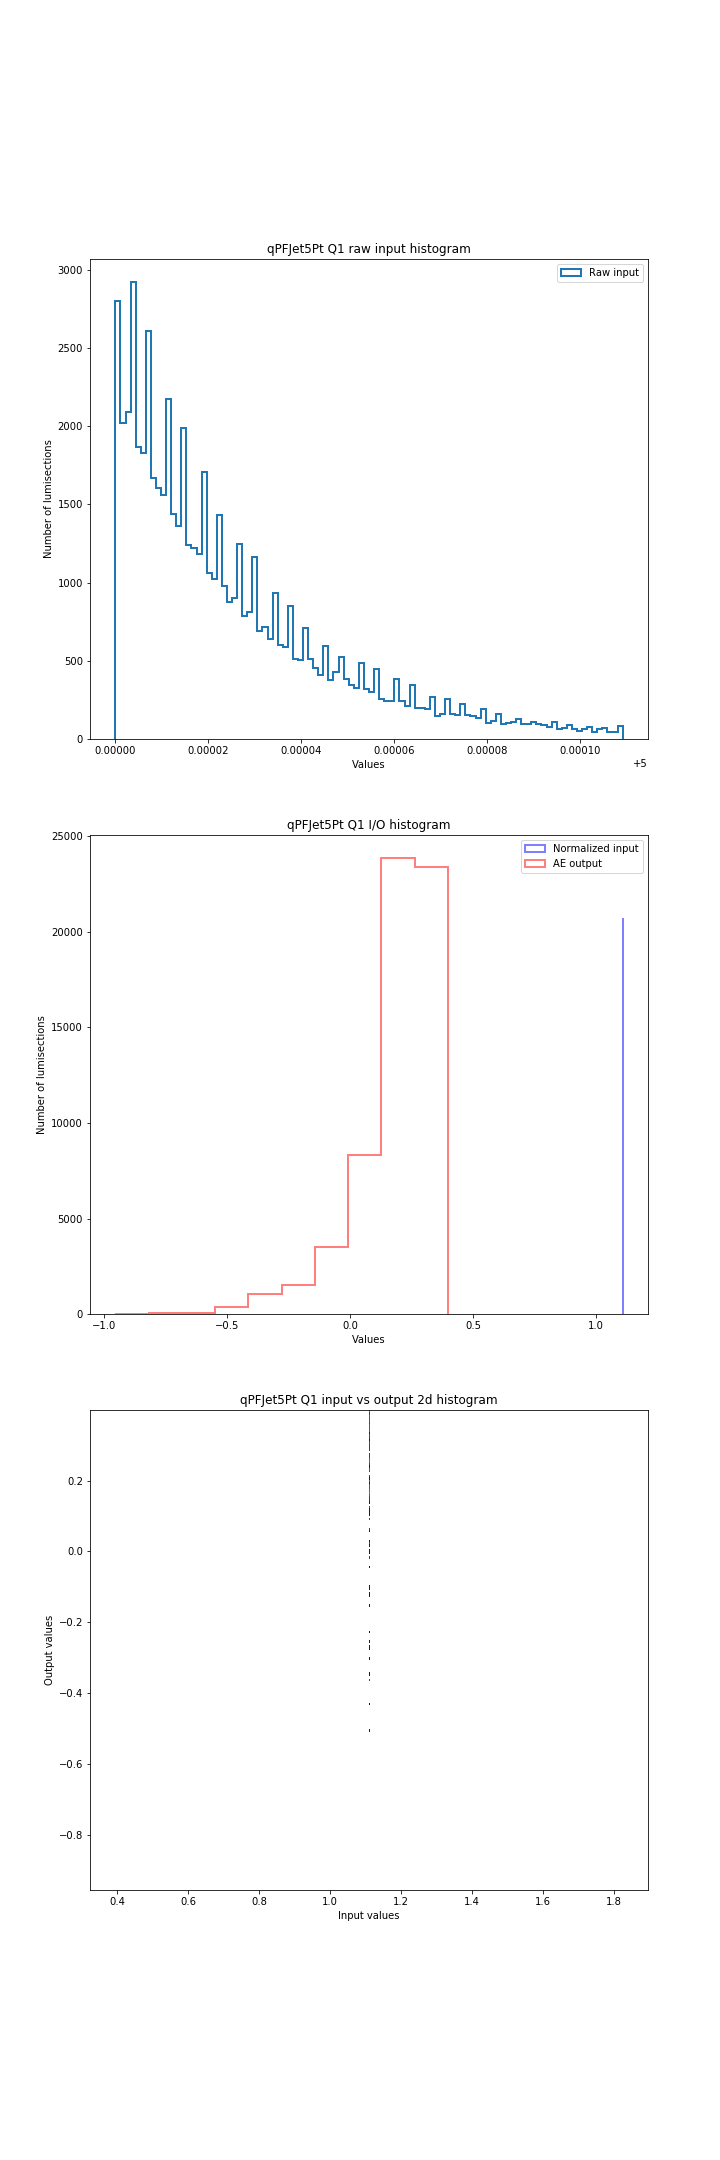 qPFJet5Pt Q1 raw input histogram
3000
2500
2000
1500
1000
500
0
Number of lumisections
Raw input
0.00000 0.00002 0.00004 0.00006 0.00008 0.00010
+5
Values
qPFJet5Pt Q1 I/O histogram
25000
20000
15000
10000
5000
0
Number of lumisections
Normalized input
AE output
−1.0 −0.5 0.0 0.5 1.0
Values
qPFJet5Pt Q1 input vs output 2d histogram
0.2
0.0
−0.2
−0.4
−0.6
−0.8
Output values
0.4 0.6 0.8 1.0 1.2 1.4 1.6 1.8
Input values